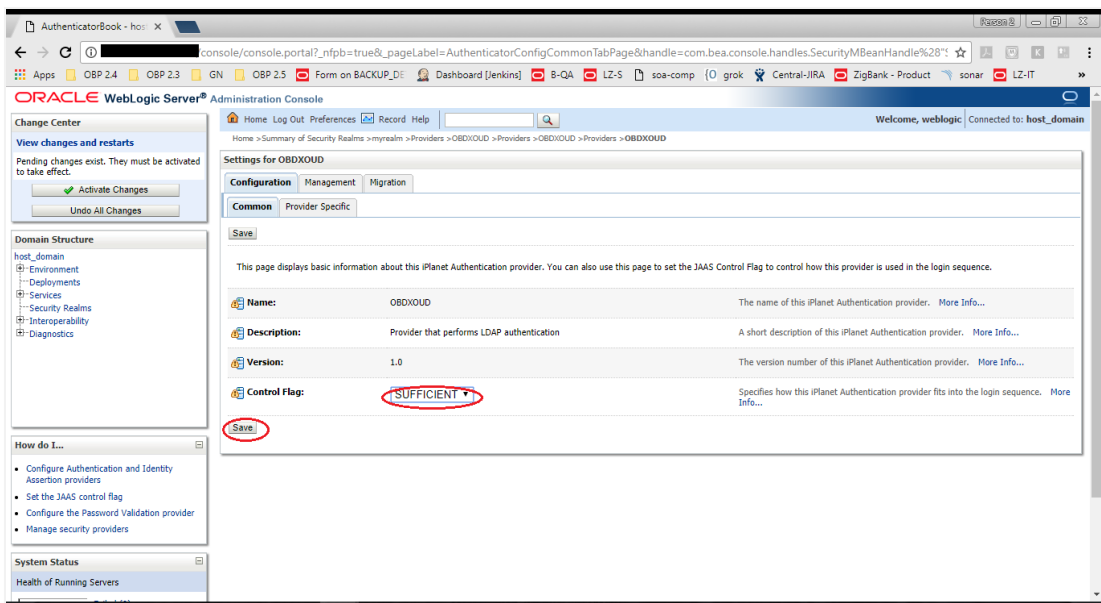 AuthenticatorBook - hos
Person 2
console/console.portal?_nfpb=true&_pageLabel=AuthenticatorConfigCommonTabPage&handle=com.bea.console.handles.SecurityMBeanHandle%28"S
Apps OBP 2.4 OBP 2.3 GN OBP 2.5 Form on BACKUP_DE Dashboard [Jenkins] B-QA LZ-S soa-comp grok Central-JIRA ZigBank - Product sonar LZ-IT »
ORACLE WebLogic Server® Administration Console
Change Center
View changes and restarts
Pending changes exist. They must be activated
to take effect.
Activate Changes
Undo All Changes
Domain Structure
host_domain
Environment
Deployments
Services
Security Realms
Interoperability
Diagnostics
How do I...
Configure Authentication and Identity
Assertion providers
Set the JAAS control flag
Configure the Password Validation provider
Manage security providers
System Status
Health of Running Servers
Home Log Out Preferences Record Help
Welcome, weblogic Connected to: host_domain
Home >Summary of Security Realms >myrealm >Providers >OBDXOUD >Providers >OBDXOUD >Providers >OBDXOUD
Settings for OBDXOUD
Configuration Management Migration
Common Provider Specific
Save
This page displays basic information about this iPlanet Authentication provider. You can also use this page to set the JAAS Control Flag to control how this provider is used in the login sequence.
Name: OBDXOUD The name of this iPlanet Authentication provider. More Info...
Description: Provider that performs LDAP authentication A short description of this iPlanet Authentication provider. More Info...
Version: 1.0 The version number of this iPlanet Authentication provider. More Info...
Control Flag: SUFFICIENT Specifies how this iPlanet Authentication provider fits into the login sequence. More
Info...
Save